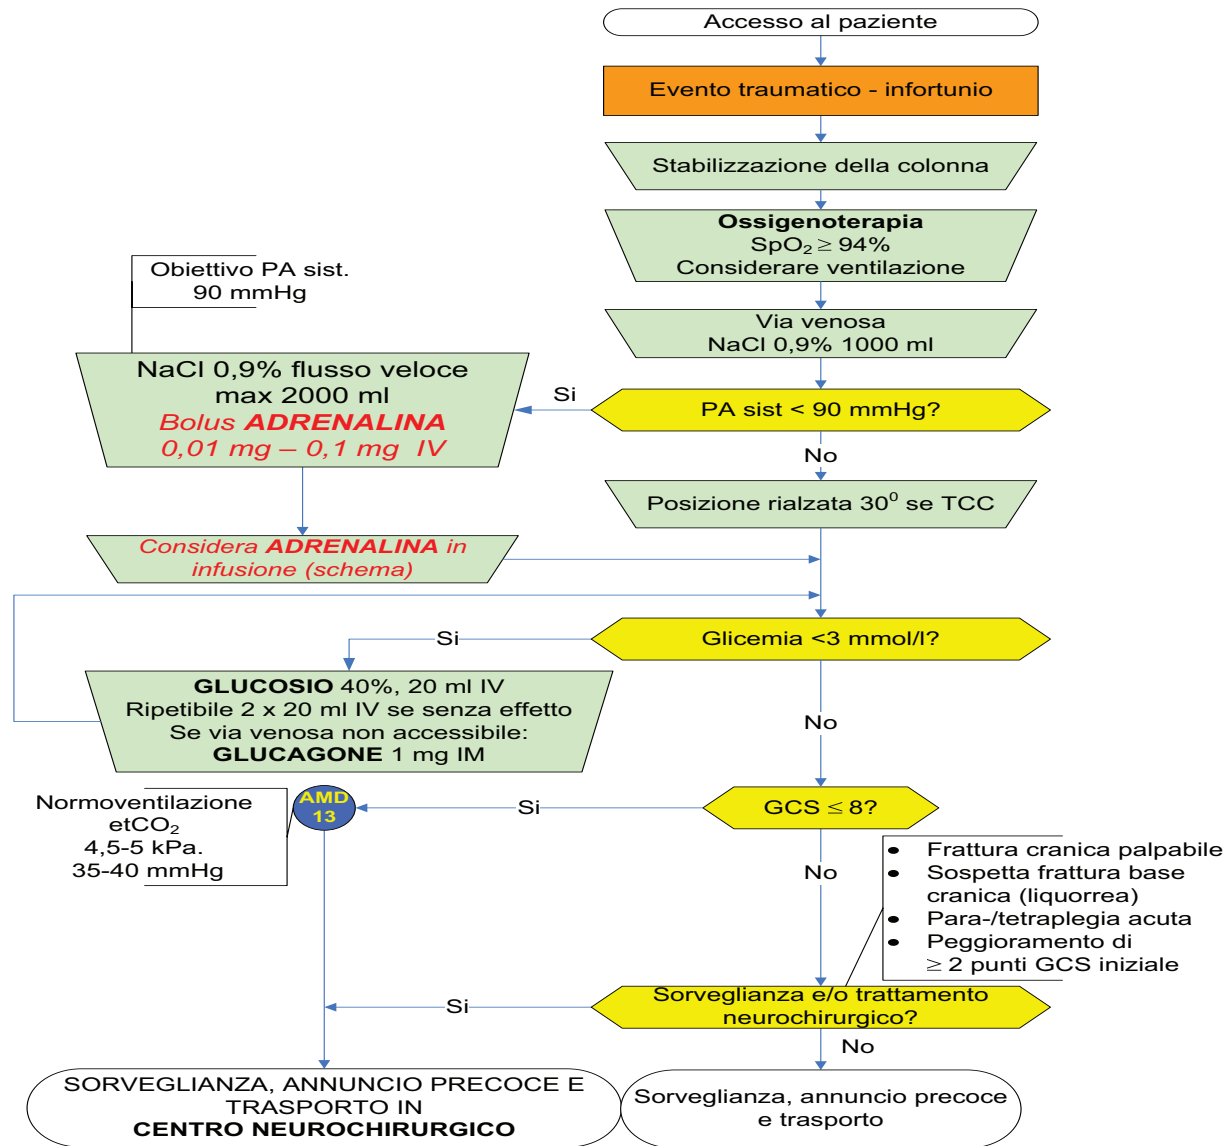 Accesso al paziente
Evento traumatico - infortunio
Stabilizzazione della colonna
Ossigenoterapia
SpO₂ ≥ 94%
Considerare ventilazione
Obiettivo PA sist.
90 mmHg
Via venosa
NaCl 0,9% 1000 ml
NaCl 0,9% flusso veloce
max 2000 ml
Bolus ADRENALINA
0,01 mg – 0,1 mg IV
Si
PA sist < 90 mmHg?
No
Posizione rialzata 30⁰ se TCC
Considera ADRENALINA in
infusione (schema)
Si
Glicemia <3 mmol/l?
GLUCOSIO 40%, 20 ml IV
Ripetibile 2 x 20 ml IV se senza effetto
Se via venosa non accessibile:
GLUCAGONE 1 mg IM
No
Normoventilazione
etCO₂
4,5-5 kPa.
35-40 mmHg
AMD
13
Si
GCS ≤ 8?
No
• Frattura cranica palpabile
• Sospetta frattura base
cranica (liquorrea)
• Para-/tetraplegia acuta
• Peggioramento di
≥ 2 punti GCS iniziale
Si
Sorveglianza e/o trattamento
neurochirurgico?
No
SORVEGLIANZA, ANNUNCIO PRECOCE E
TRASPORTO IN
CENTRO NEUROCHIRURGICO
Sorveglianza, annuncio precoce
e trasporto